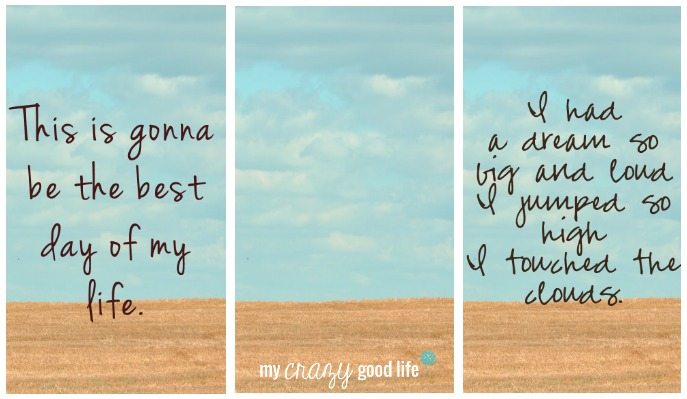 This is gonna
be the best
day of my
life.
my crazy good life
I had
a dream so
big and loud
I jumped so
high
I touched the
clouds.